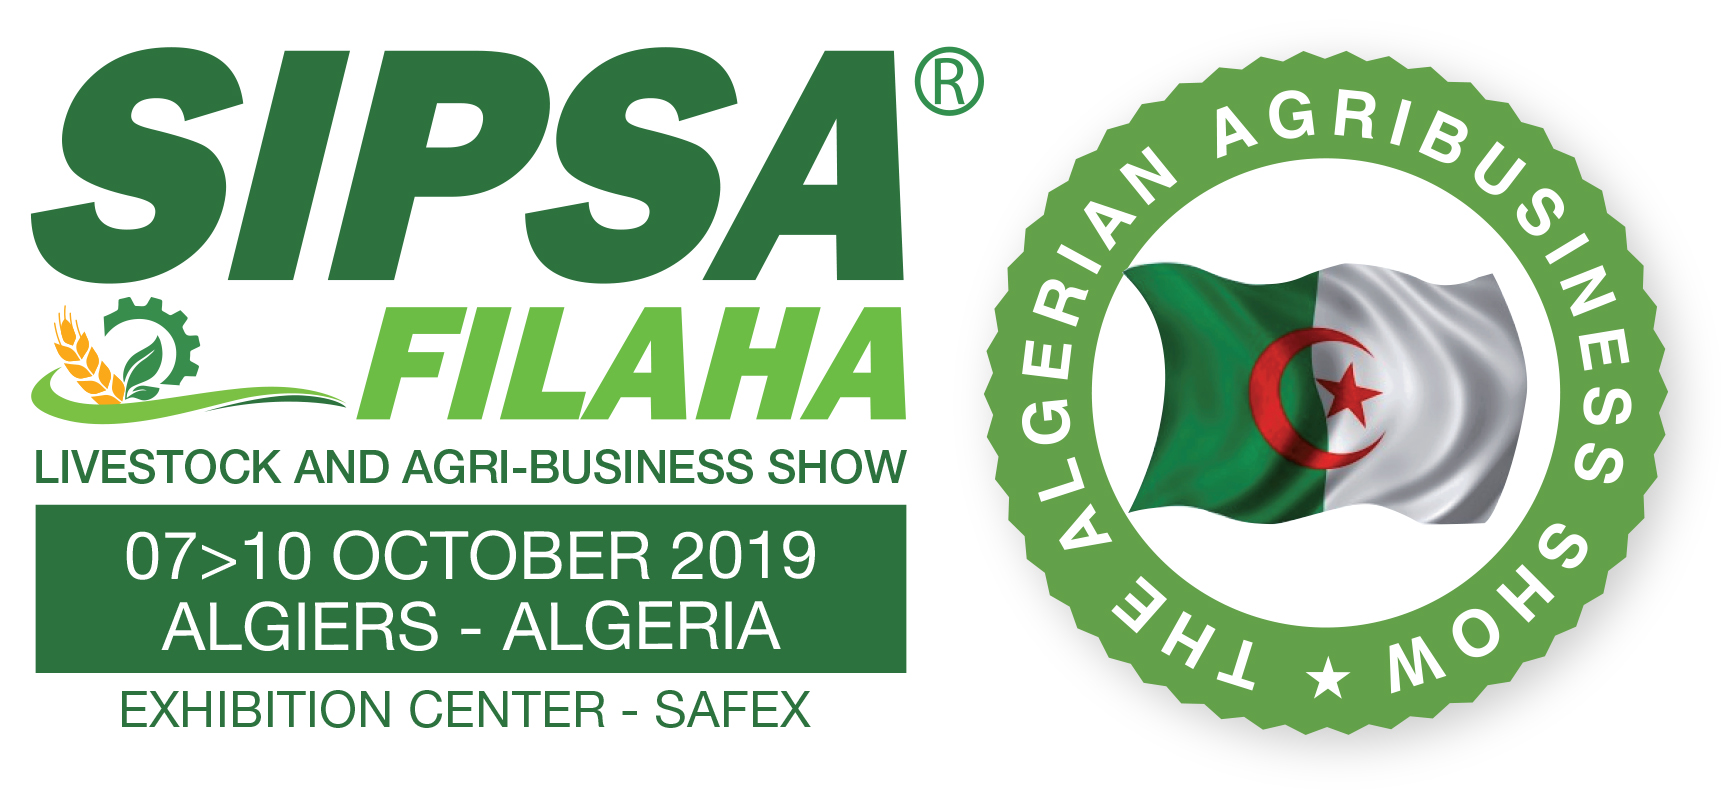 SIPSA®
FILAHA
LIVESTOCK AND AGRI-BUSINESS SHOW
07>10 OCTOBER 2019
ALGIERS - ALGERIA
EXHIBITION CENTER - SAFEX
THE ALGERIAN AGRIBUSINESS SHOW